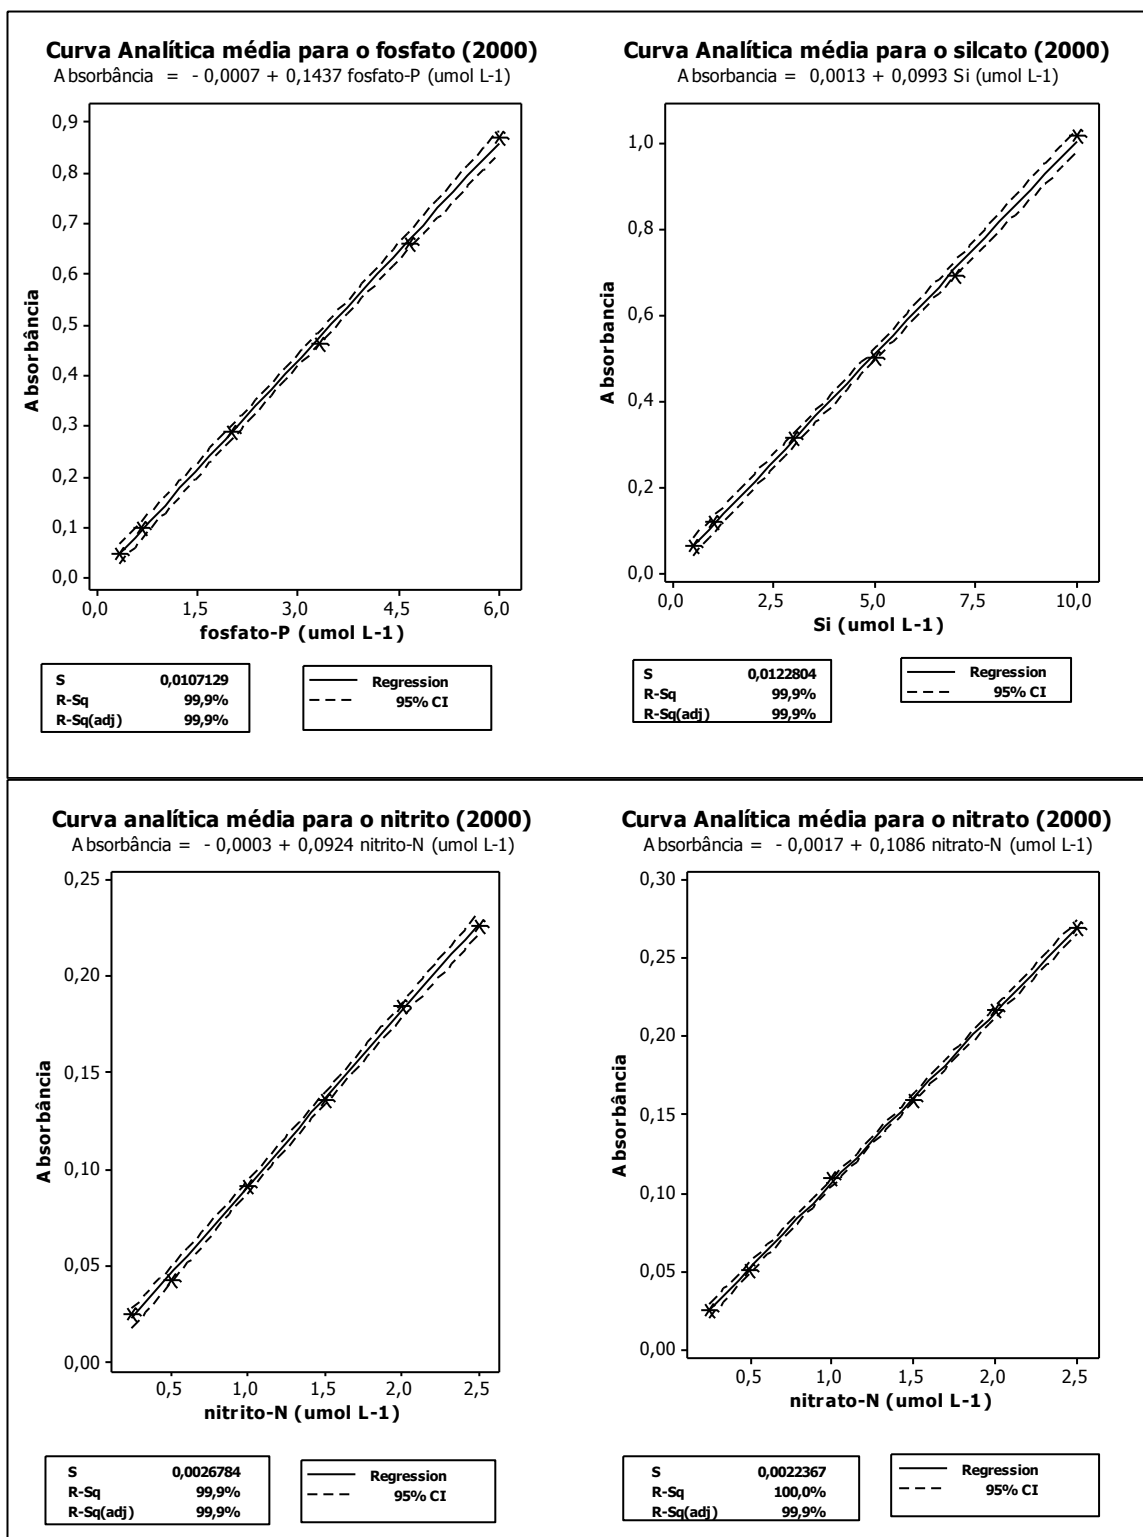 Curva Analítica média para o fosfato (2000)
Absorbância = - 0,0007 + 0,1437 fosfato-P (umol L-1)
0,9
0,8
0,7
0,6
0,5
0,4
0,3
0,2
0,1
0,0
Absorbância
0,0 1,5 3,0 4,5 6,0
fosfato-P (umol L-1)
S 0,0107129
R-Sq 99,9%
R-Sq(adj) 99,9%
Regression
95% CI
Curva Analítica média para o silcato (2000)
Absorbancia = 0,0013 + 0,0993 Si (umol L-1)
1,0
0,8
0,6
0,4
0,2
0,0
Absorbancia
0,0 2,5 5,0 7,5 10,0
Si (umol L-1)
S 0,0122804
R-Sq 99,9%
R-Sq(adj) 99,9%
Regression
95% CI
Curva analítica média para o nitrito (2000)
Absorbância = - 0,0003 + 0,0924 nitrito-N (umol L-1)
0,25
0,20
0,15
0,10
0,05
0,00
Absorbância
0,5 1,0 1,5 2,0 2,5
nitrito-N (umol L-1)
S 0,0026784
R-Sq 99,9%
R-Sq(adj) 99,9%
Regression
95% CI
Curva Analítica média para o nitrato (2000)
Absorbância = - 0,0017 + 0,1086 nitrato-N (umol L-1)
0,30
0,25
0,20
0,15
0,10
0,05
0,00
Absorbância
0,5 1,0 1,5 2,0 2,5
nitrato-N (umol L-1)
S 0,0022367
R-Sq 100,0%
R-Sq(adj) 99,9%
Regression
95% CI